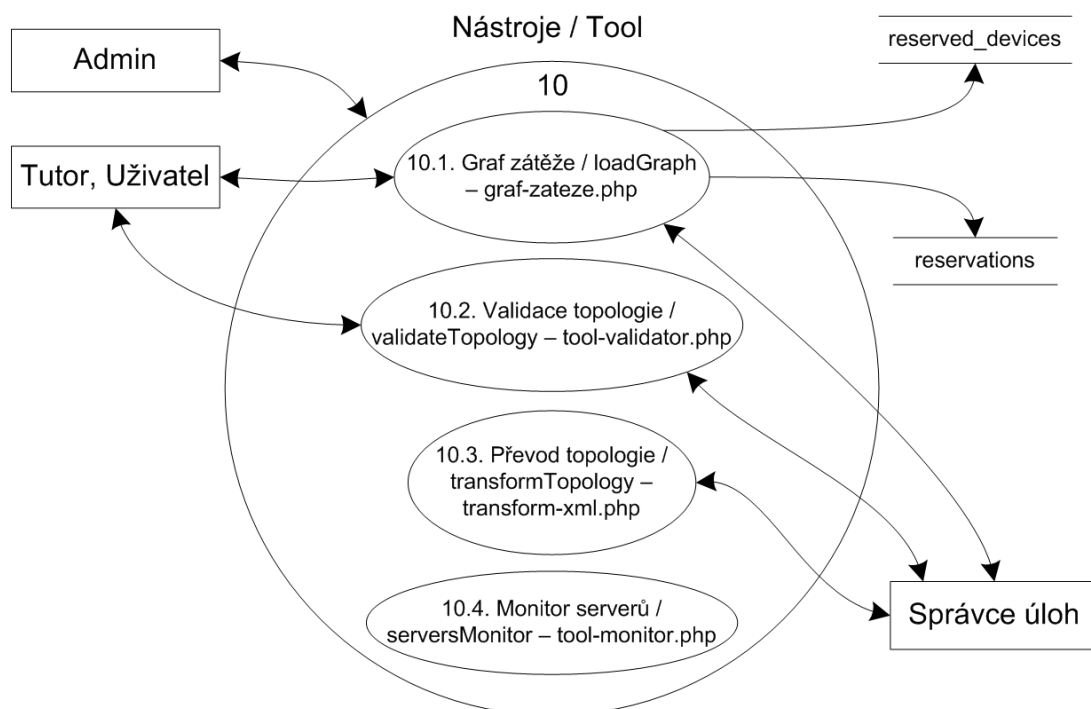 Nástroje / Tool
reserved_devices
Admin
10
Tutor, Uživatel
10.1. Graf zátěže / loadGraph
– graf-zateze.php
reservations
10.2. Validace topologie /
validateTopology – tool-validator.php
10.3. Převod topologie /
transformTopology –
transform-xml.php
10.4. Monitor serverů /
serversMonitor – tool-monitor.php
Správce úloh